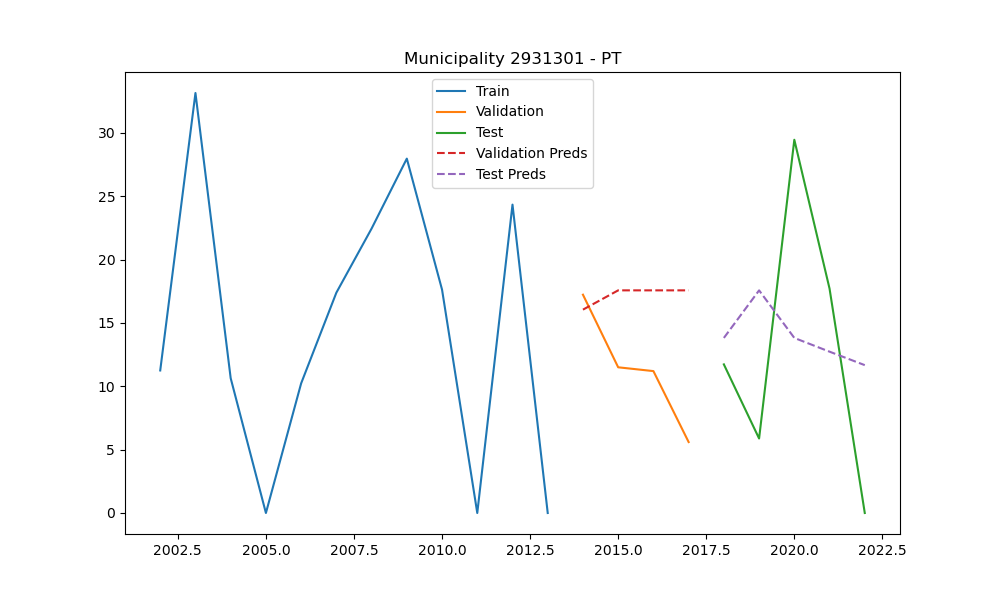 Municipality 2931301 - PT
Train
Validation
Test
Validation Preds
Test Preds
30
25
20
15
10
5
0
2002.5 2005.0 2007.5 2010.0 2012.5 2015.0 2017.5 2020.0 2022.5